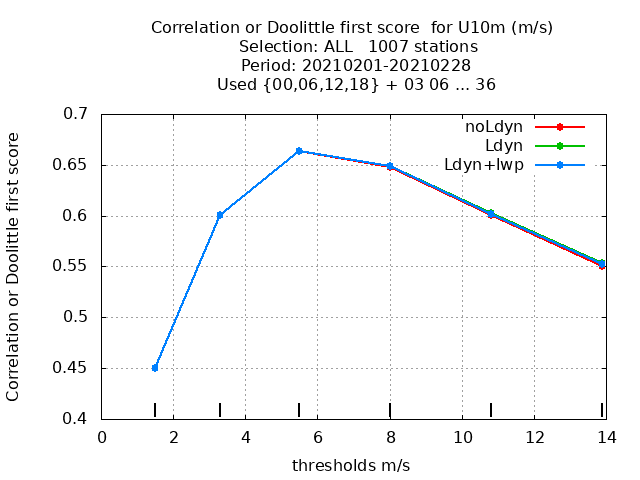 Correlation or Doolittle first score  for U10m (m/s)
Selection: ALL   1007 stations
Period: 20210201-20210228
Used {00,06,12,18} + 03 06 ... 36
noLdyn
Ldyn
Ldyn+lwp
Correlation or Doolittle first score
0.7
0.65
0.6
0.55
0.5
0.45
0.4
0 2 4 6 8 10 12 14
thresholds m/s